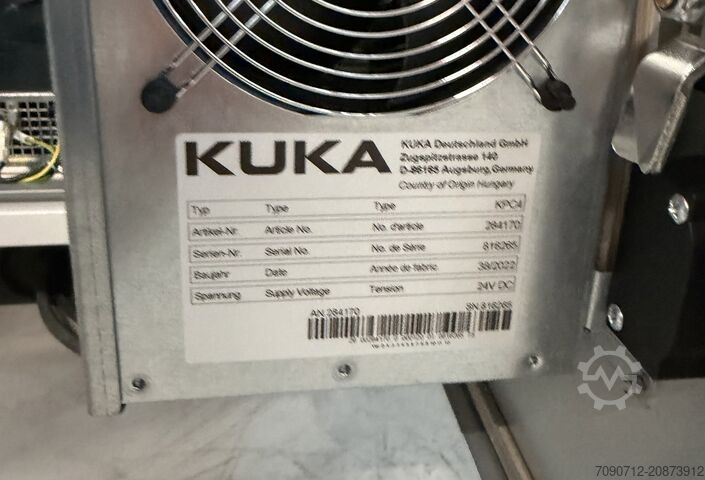 KUKA
KUKA Deutschland GmbH
Zugspitzstrasse 140
D-86165 Augsburg,Germany
Country of Origin Hungary
Typ Type Type KPC4
Artikel-Nr. Article No. No. d'article 284170
Serien-Nr. Serial No. No. de Série 816265
Baujahr Date Année de fabric. 38/2022
Spannung Supply Voltage Tension 24V DC
AN 284170 SN 816265
7090712-20873912